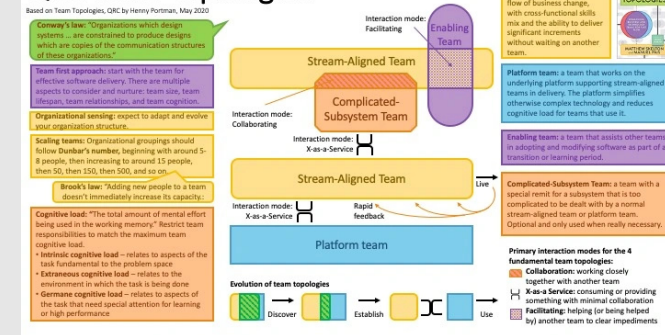 Based on Team Topologies, QRC by Henny Portman, May 2020
Conway's law: "Organizations which design
systems ... are constrained to produce designs
which are copies of the communication structures
of these organizations."
Team first approach: start with the team for
effective software delivery. There are multiple
aspects to consider and nurture: team size, team
lifespan, team relationships, and team cognition.
Organizational sensing: expect to adapt and evolve
your organization structure.
Scaling teams: Organizational groupings should
follow Dunbar's number, beginning with around 5-
8 people, then increasing to around 15 people,
then 50, then 150, then 500, and so on.
Brook's law: "Adding new people to a team
doesn't immediately increase its capacity.:
Cognitive load: "The total amount of mental effort
being used in the working memory." Restrict team
responsibilities to match the maximum team
cognitive load.
• Intrinsic cognitive load – relates to aspects of the
task fundamental to the problem space
• Extraneous cognitive load – relates to the
environment in which the task is being done
• Germane cognitive load – relates to aspects of
the task that need special attention for learning
or high performance
Interaction mode:
Facilitating
Enabling
Team
Stream-Aligned Team
Complicated-
Subsystem Team
Interaction mode:
Collaborating
Interaction mode:
X-as-a-Service
Stream-Aligned Team
Live
Interaction mode:
X-as-a-Service
Rapid
feedback
Platform team
Evolution of team topologies
Discover
Establish
Use
flow of business change,
with cross-functional skills
mix and the ability to deliver
significant increments
without waiting on another
team.
TOPOLOGIES
MATTHEW SKELTON
Platform team: a team that works on the
underlying platform supporting stream-aligned
teams in delivery. The platform simplifies
otherwise complex technology and reduces
cognitive load for teams that use it.
Enabling team: a team that assists other teams
in adopting and modifying software as part of a
transition or learning period.
Complicated-Subsystem Team: a team with a
special remit for a subsystem that is too
complicated to be dealt with by a normal
stream-aligned team or platform team.
Optional and only used when really necessary.
Primary interaction modes for the 4
fundamental team topologies:
Collaboration: working closely
together with another team
X-as-a Service: consuming or providing
something with minimal collaboration
Facilitating: helping (or being helped
by) another team to clear impediments